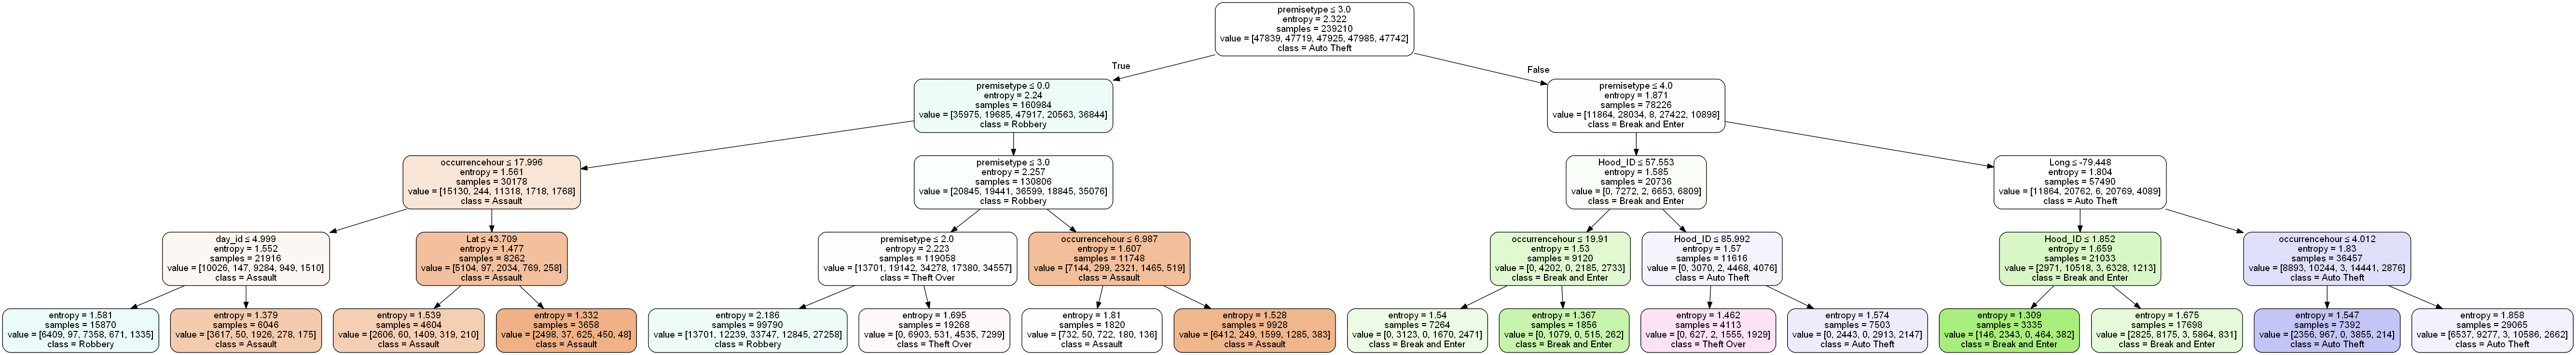 premisetype ≤ 3.0
entropy = 2.322
samples = 239210
value = [47839, 47719, 47925, 47985, 47742]
class = Auto Theft
True
False
premisetype ≤ 0.0
entropy = 2.24
samples = 160984
value = [35975, 19685, 47917, 20563, 36844]
class = Robbery
premisetype ≤ 4.0
entropy = 1.871
samples = 78226
value = [11864, 28034, 8, 27422, 10898]
class = Break and Enter
occurrencehour ≤ 17.996
entropy = 1.561
samples = 30178
value = [15130, 244, 11318, 1718, 1768]
class = Assault
premisetype ≤ 3.0
entropy = 2.257
samples = 130806
value = [20845, 19441, 36599, 18845, 35076]
class = Robbery
Hood_ID ≤ 57.553
entropy = 1.585
samples = 20736
value = [0, 7272, 2, 6653, 6809]
class = Break and Enter
Long ≤ -79.448
entropy = 1.804
samples = 57490
value = [11864, 20762, 6, 20769, 4089]
class = Auto Theft
day_id ≤ 4.999
entropy = 1.552
samples = 21916
value = [10026, 147, 9284, 949, 1510]
class = Assault
Lat ≤ 43.709
entropy = 1.477
samples = 8262
value = [5104, 97, 2034, 769, 258]
class = Assault
premisetype ≤ 2.0
entropy = 2.223
samples = 119058
value = [13701, 19142, 34278, 17380, 34557]
class = Theft Over
occurrencehour ≤ 6.987
entropy = 1.607
samples = 11748
value = [7144, 299, 2321, 1465, 519]
class = Assault
occurrencehour ≤ 19.91
entropy = 1.53
samples = 9120
value = [0, 4202, 0, 2185, 2733]
class = Break and Enter
Hood_ID ≤ 85.992
entropy = 1.57
samples = 11616
value = [0, 3070, 2, 4468, 4076]
class = Auto Theft
Hood_ID ≤ 1.852
entropy = 1.659
samples = 21033
value = [2971, 10518, 3, 6328, 1213]
class = Break and Enter
occurrencehour ≤ 4.012
entropy = 1.83
samples = 36457
value = [8893, 10244, 3, 14441, 2876]
class = Auto Theft
entropy = 1.581
samples = 15870
value = [6409, 97, 7358, 671, 1335]
class = Robbery
entropy = 1.379
samples = 6046
value = [3617, 50, 1926, 278, 175]
class = Assault
entropy = 1.539
samples = 4604
value = [2606, 60, 1409, 319, 210]
class = Assault
entropy = 1.332
samples = 3658
value = [2498, 37, 625, 450, 48]
class = Assault
entropy = 2.186
samples = 99790
value = [13701, 12239, 33747, 12845, 27258]
class = Robbery
entropy = 1.695
samples = 19268
value = [0, 6903, 531, 4535, 7299]
class = Theft Over
entropy = 1.81
samples = 1820
value = [732, 50, 722, 180, 136]
class = Assault
entropy = 1.528
samples = 9928
value = [6412, 249, 1599, 1285, 383]
class = Assault
entropy = 1.54
samples = 7264
value = [0, 3123, 0, 1670, 2471]
class = Break and Enter
entropy = 1.367
samples = 1856
value = [0, 1079, 0, 515, 262]
class = Break and Enter
entropy = 1.462
samples = 4113
value = [0, 627, 2, 1555, 1929]
class = Theft Over
entropy = 1.574
samples = 7503
value = [0, 2443, 0, 2913, 2147]
class = Auto Theft
entropy = 1.309
samples = 3335
value = [146, 2343, 0, 464, 382]
class = Break and Enter
entropy = 1.675
samples = 17698
value = [2825, 8175, 3, 5864, 831]
class = Break and Enter
entropy = 1.547
samples = 7392
value = [2356, 967, 0, 3855, 214]
class = Auto Theft
entropy = 1.858
samples = 29065
value = [6537, 9277, 3, 10586, 2662]
class = Auto Theft